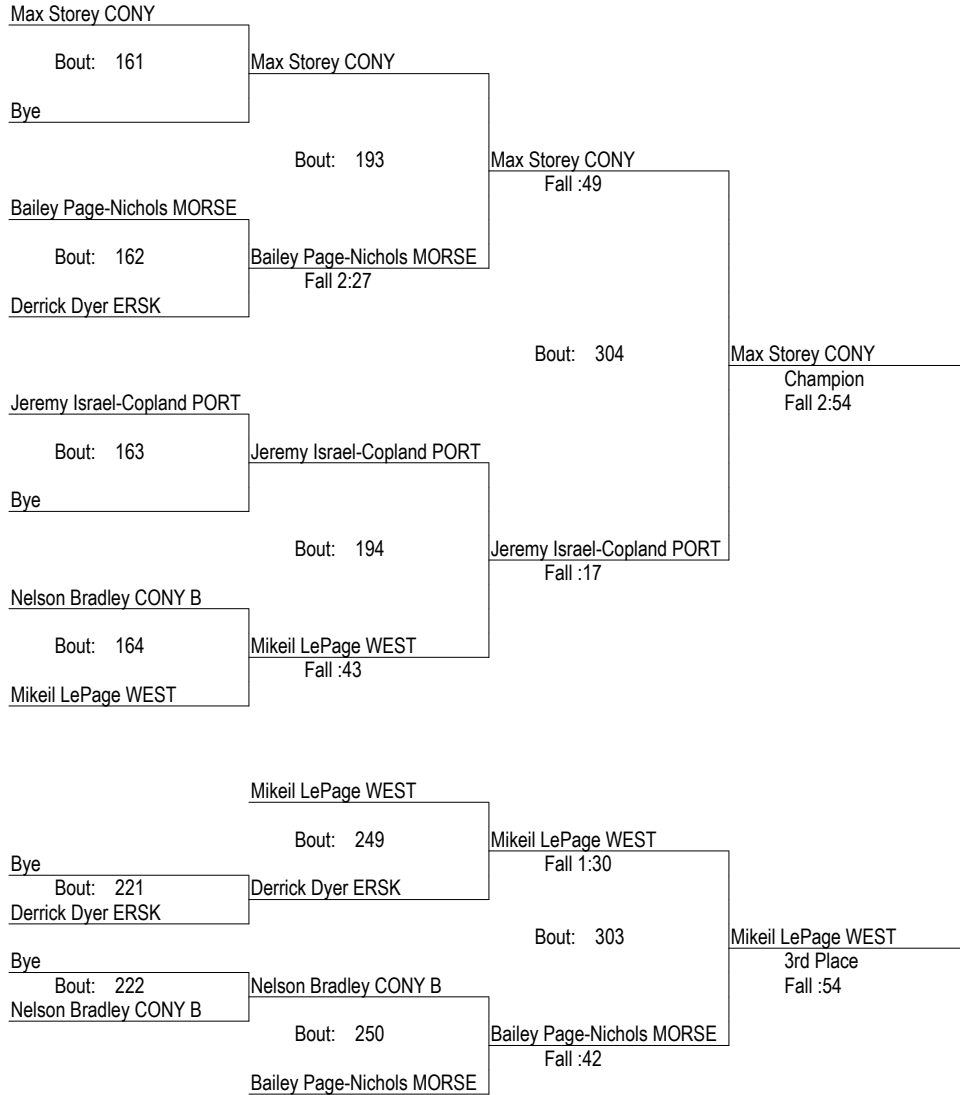 Max Storey CONY
Bout: 161
Max Storey CONY
Bye
Bout: 193
Max Storey CONY
Fall :49
Bailey Page-Nichols MORSE
Bout: 162
Bailey Page-Nichols MORSE
Fall 2:27
Derrick Dyer ERSK
Bout: 304
Max Storey CONY
Champion
Fall 2:54
Jeremy Israel-Copland PORT
Bout: 163
Jeremy Israel-Copland PORT
Bye
Bout: 194
Jeremy Israel-Copland PORT
Fall :17
Nelson Bradley CONY B
Bout: 164
Mikeil LePage WEST
Fall :43
Mikeil LePage WEST
Mikeil LePage WEST
Bout: 249
Mikeil LePage WEST
Fall 1:30
Bye
Bout: 221
Derrick Dyer ERSK
Derrick Dyer ERSK
Bout: 303
Mikeil LePage WEST
3rd Place
Fall :54
Bye
Bout: 222
Nelson Bradley CONY B
Nelson Bradley CONY B
Bout: 250
Bailey Page-Nichols MORSE
Fall :42
Bailey Page-Nichols MORSE